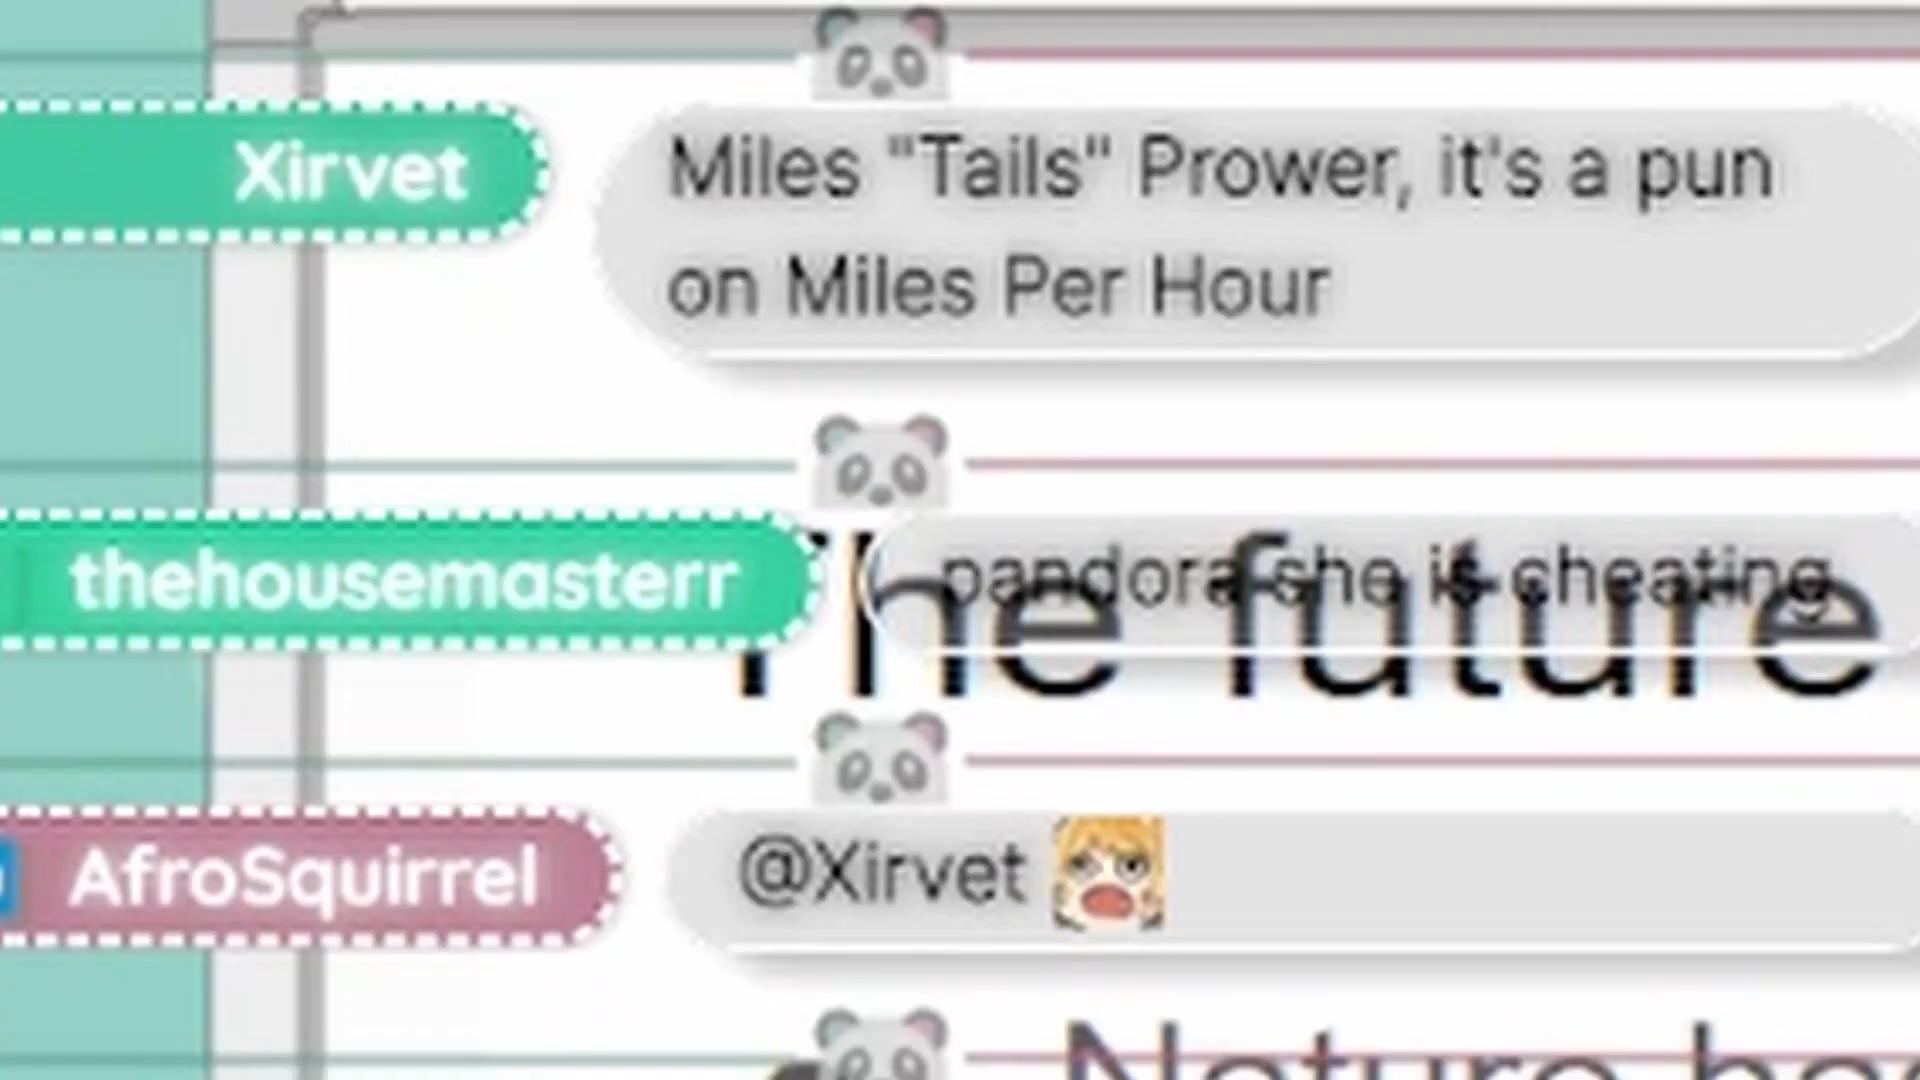 Xirvet
Miles "Tails" Prower, it's a pun
on Miles Per Hour
thehousemasterr
pandora she is cheating
The future
AfroSquirrel
@Xirvet
Nature